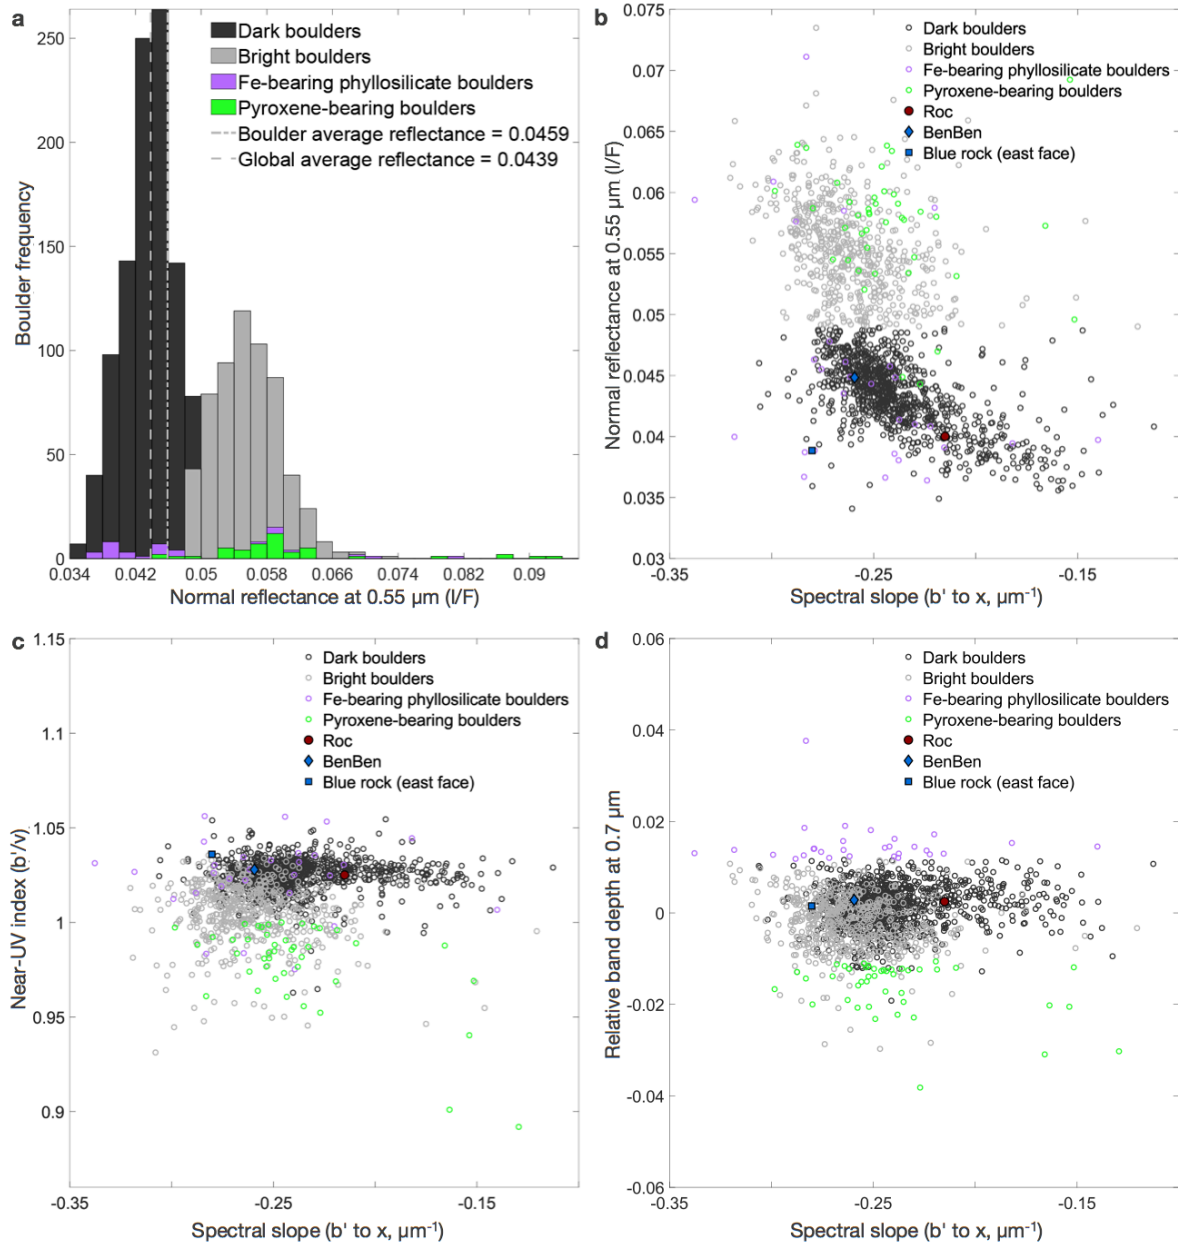 a
250
200
150
100
50
0
Boulder frequency
Dark boulders
Bright boulders
Fe-bearing phyllosilicate boulders
Pyroxene-bearing boulders
Boulder average reflectance = 0.0459
Global average reflectance = 0.0439
0.034 0.042 0.05 0.058 0.066 0.074 0.082 0.09
Normal reflectance at 0.55 µm (I/F)
b
0.075
0.07
0.065
0.06
0.055
0.05
0.045
0.04
0.035
0.03
Normal reflectance at 0.55 µm (I/F)
Dark boulders
Bright boulders
Fe-bearing phyllosilicate boulders
Pyroxene-bearing boulders
Roc
BenBen
Blue rock (east face)
-0.35 -0.25 -0.15
Spectral slope (b' to x, µm⁻¹)
c
1.15
1.1
1.05
1
0.95
0.9
Near-UV index (b'/v)
Dark boulders
Bright boulders
Fe-bearing phyllosilicate boulders
Pyroxene-bearing boulders
Roc
BenBen
Blue rock (east face)
-0.35 -0.25 -0.15
Spectral slope (b' to x, µm⁻¹)
d
0.06
0.04
0.02
0
-0.02
-0.04
-0.06
Relative band depth at 0.7 µm
Dark boulders
Bright boulders
Fe-bearing phyllosilicate boulders
Pyroxene-bearing boulders
Roc
BenBen
Blue rock (east face)
-0.35 -0.25 -0.15
Spectral slope (b' to x, µm⁻¹)